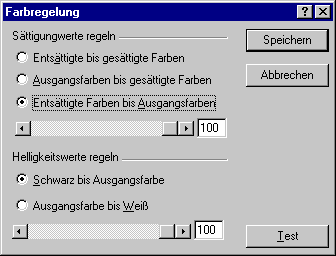 Farbregelung
Sättigungwerte regeln
Speichern
Entsättigte bis gesättigte Farben
Abbrechen
Ausgangsfarben bis gesättigte Farben
Entsättigte Farben bis Ausgangsfarben
100
Helligkeitswerte regeln
Schwarz bis Ausgangsfarbe
Ausgangsfarbe bis Weiß
100
Test